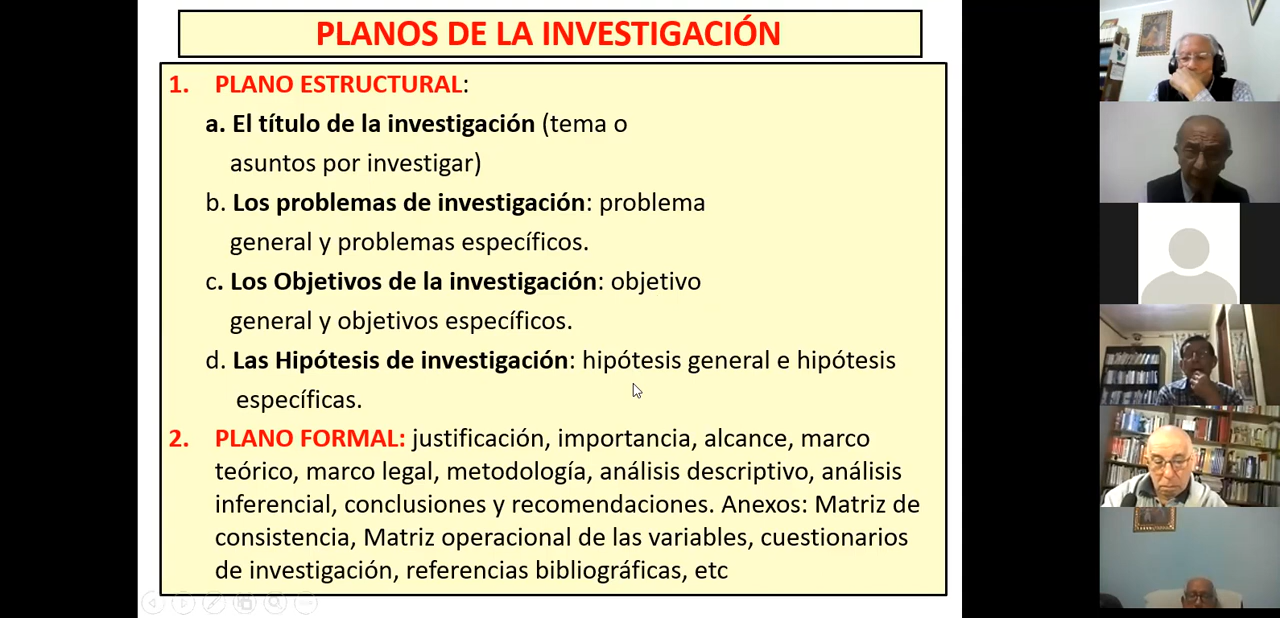 PLANOS DE LA INVESTIGACIÓN
1. PLANO ESTRUCTURAL:
a. El título de la investigación (tema o
asuntos por investigar)
b. Los problemas de investigación: problema
general y problemas específicos.
c. Los Objetivos de la investigación: objetivo
general y objetivos específicos.
d. Las Hipótesis de investigación: hipótesis general e hipótesis
específicas.
2. PLANO FORMAL: justificación, importancia, alcance, marco
teórico, marco legal, metodología, análisis descriptivo, análisis
inferencial, conclusiones y recomendaciones. Anexos: Matriz de
consistencia, Matriz operacional de las variables, cuestionarios
de investigación, referencias bibliográficas, etc